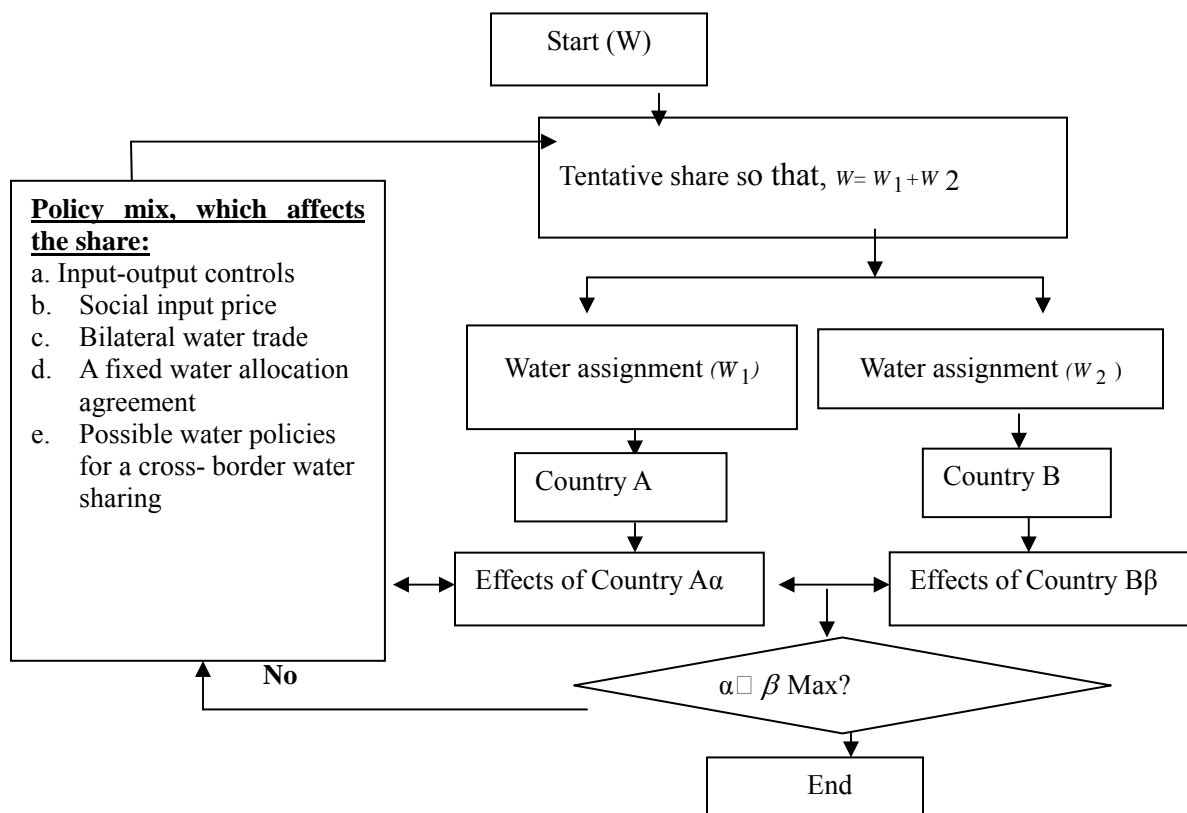 Start (W)
Tentative share so that, W= W1+W 2
Policy mix, which affects
the share:
a. Input-output controls
b. Social input price
c. Bilateral water trade
d. A fixed water allocation
agreement
e. Possible water policies
for a cross- border water
sharing
Water assignment (W1)
Water assignment (W2 )
Country A
Country B
Effects of Country Aα
Effects of Country Bβ
No
α□ β Max?
End